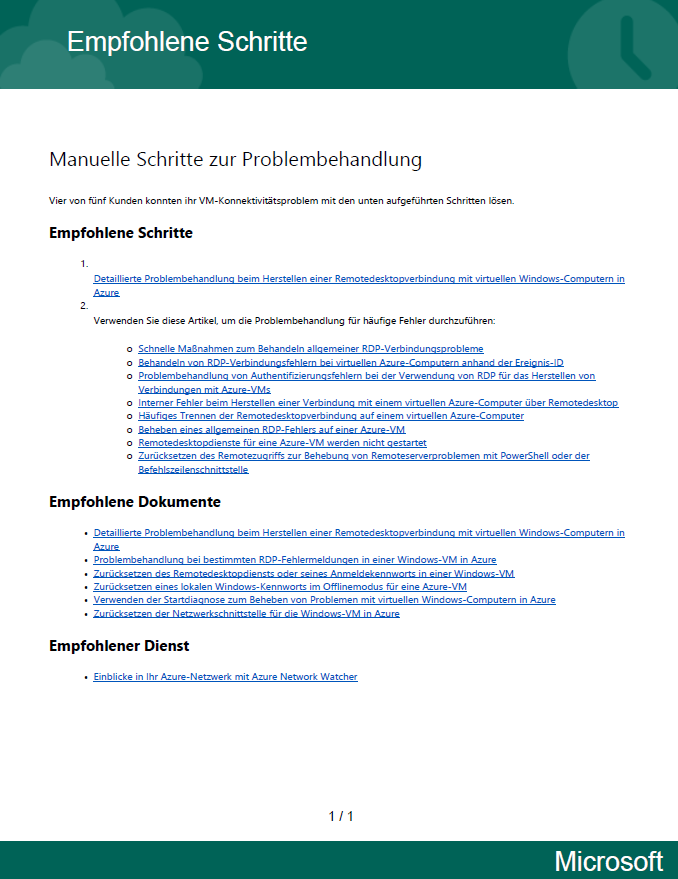 Empfohlene Schritte
Manuelle Schritte zur Problembehandlung
Vier von fünf Kunden konnten ihr VM-Konnektivitätsproblem mit den unten aufgeführten Schritten lösen.
Empfohlene Schritte
1.
Detaillierte Problembehandlung beim Herstellen einer Remotedesktopverbindung mit virtuellen Windows-Computern in
Azure
2.
Verwenden Sie diese Artikel, um die Problembehandlung für häufige Fehler durchzuführen:
o Schnelle Maßnahmen zum Behandeln allgemeiner RDP-Verbindungsprobleme
o Behandeln von RDP-Verbindungsfehlern bei virtuellen Azure-Computern anhand der Ereignis-ID
o Problembehandlung von Authentifizierungsfehlern bei der Verwendung von RDP für das Herstellen von
Verbindungen mit Azure-VMs
o Interner Fehler beim Herstellen einer Verbindung mit einem virtuellen Azure-Computer über Remotedesktop
o Häufiges Trennen der Remotedesktopverbindung auf einem virtuellen Azure-Computer
o Beheben eines allgemeinen RDP-Fehlers auf einer Azure-VM
o Remotedesktopdienste für eine Azure-VM werden nicht gestartet
o Zurücksetzen des Remotezugriffs zur Behebung von Remoteserverproblemen mit PowerShell oder der
Befehlszeilenschnittstelle
Empfohlene Dokumente
• Detaillierte Problembehandlung beim Herstellen einer Remotedesktopverbindung mit virtuellen Windows-Computern in
Azure
• Problembehandlung bei bestimmten RDP-Fehlermeldungen in einer Windows-VM in Azure
• Zurücksetzen des Remotedesktopdiensts oder seines Anmeldekennworts in einer Windows-VM
• Zurücksetzen eines lokalen Windows-Kennworts im Offlinemodus für eine Azure-VM
• Verwenden der Startdiagnose zum Beheben von Problemen mit virtuellen Windows-Computern in Azure
• Zurücksetzen der Netzwerkschnittstelle für die Windows-VM in Azure
Empfohlener Dienst
• Einblicke in Ihr Azure-Netzwerk mit Azure Network Watcher
1 / 1
Microsoft